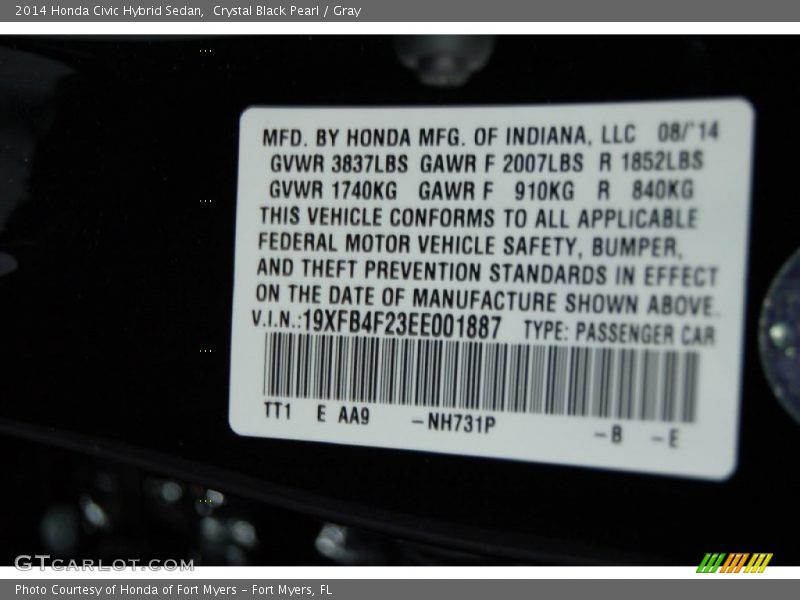 2014 Honda Civic Hybrid Sedan,  Crystal Black Pearl / Gray
MFD. BY HONDA MFG. OF INDIANA, LLC 08/'14
GVWR 3837LBS GAWR F 2007LBS R 1852LBS
GVWR 1740KG GAWR F 910KG R 840KG
THIS VEHICLE CONFORMS TO ALL APPLICABLE
FEDERAL MOTOR VEHICLE SAFETY, BUMPER,
AND THEFT PREVENTION STANDARDS IN EFFECT
ON THE DATE OF MANUFACTURE SHOWN ABOVE.
V.I.N.:19XFB4F23EE001887 TYPE: PASSENGER CAR
TT1 E AA9 -NH731P -B -E
GTCARLOT.COM
Photo Courtesy of Honda of Fort Myers - Fort Myers, FL